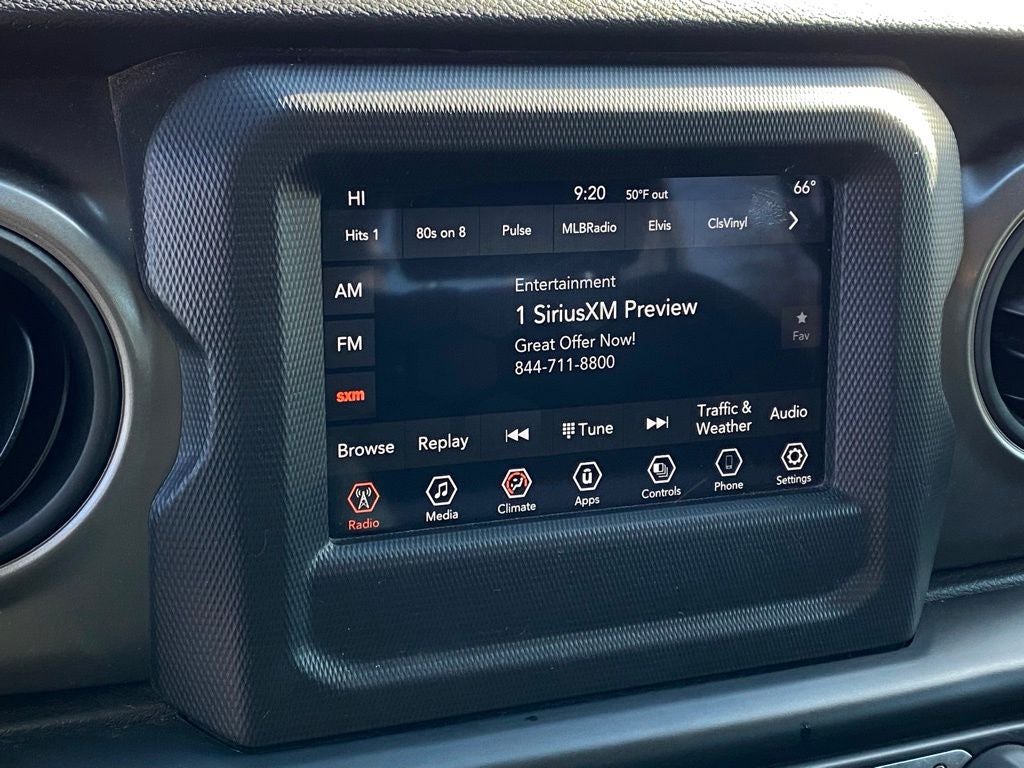 HI 9:20 50°F out 66°
Hits 1 80s on 8 Pulse MLBRadio Elvis ClsVinyl
AM
FM
sxm
Entertainment
1 SiriusXM Preview
Great Offer Now!
844-711-8800
Fav
Browse Replay Tune Traffic & Weather Audio
Radio Media Climate Apps Controls Phone Settings